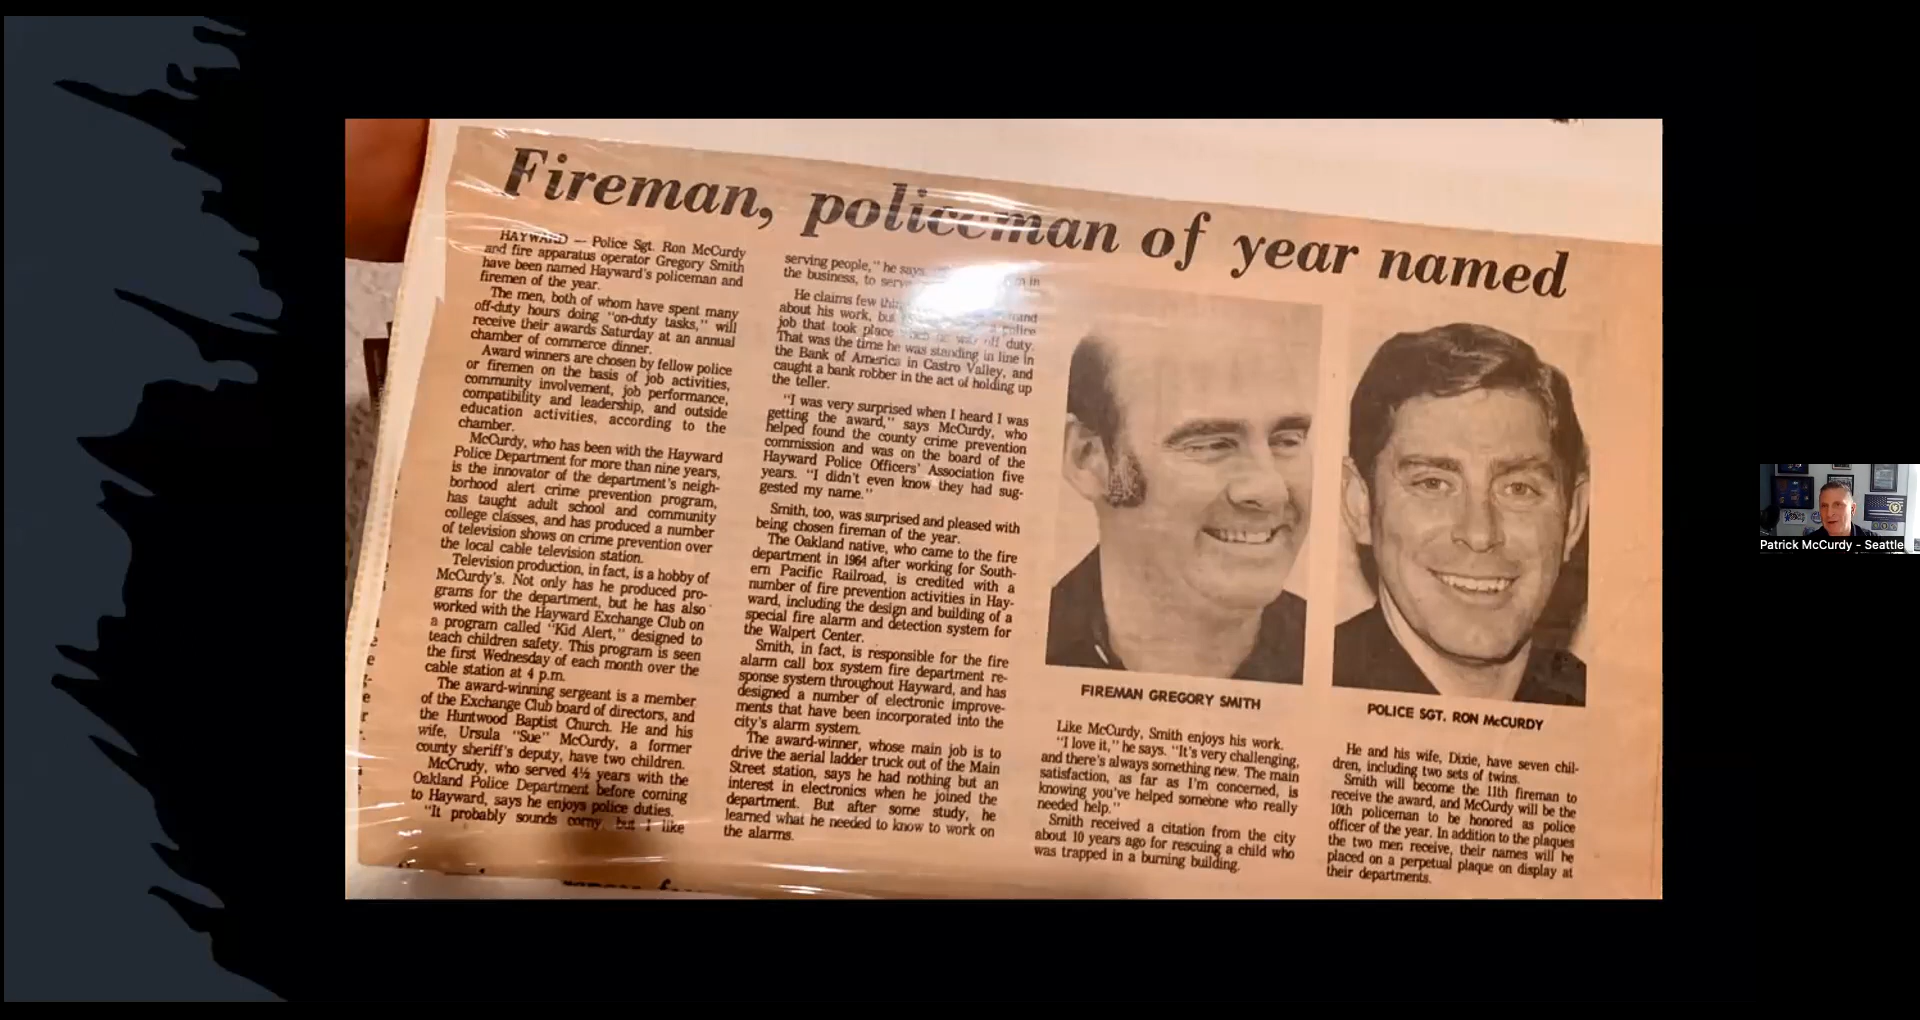 Fireman, policeman of year named
HAYWARD — Police Sgt. Ron McCurdy
and fire apparatus operator Gregory Smith
have been named Hayward's policeman and
firemen of the year.
The men, both of whom have spent many
off-duty hours doing "on-duty tasks," will
receive their awards Saturday at an annual
chamber of commerce dinner.
Award winners are chosen by fellow police
or firemen on the basis of job activities,
community involvement, job performance,
compatibility and leadership, and outside
education activities, according to the
chamber.
McCurdy, who has been with the Hayward
Police Department for more than nine years,
is the innovator of the department's neigh-
borhood alert crime prevention program,
has taught adult school and community
college classes, and has produced a number
of television shows on crime prevention over
the local cable television station.
Television production, in fact, is a hobby of
McCurdy's. Not only has he produced pro-
grams for the department, but he has also
worked with the Hayward Exchange Club on
a program called "Kid Alert," designed to
teach children safety. This program is seen
the first Wednesday of each month over the
cable station at 4 p.m.
The award-winning sergeant is a member
of the Exchange Club board of directors, and
the Huntwood Baptist Church. He and his
wife, Ursula "Sue" McCurdy, a former
county sheriff's deputy, have two children.
McCrudy, who served 4½ years with the
Oakland Police Department before coming
to Hayward, says he enjoys police duties.
"It probably sounds corny, but I like
serving people," he says. in
the business, to serve
He claims few
about his work, but
job that took place when he was off duty.
That was the time he was standing in line in
the Bank of America in Castro Valley, and
caught a bank robber in the act of holding up
the teller.
"I was very surprised when I heard I was
getting the award," says McCurdy, who
helped found the county crime prevention
commission and was on the board of the
Hayward Police Officers' Association five
years. "I didn't even know they had sug-
gested my name."
Smith, too, was surprised and pleased with
being chosen fireman of the year.
The Oakland native, who came to the fire
department in 1964 after working for South-
ern Pacific Railroad, is credited with a
number of fire prevention activities in Hay-
ward, including the design and building of a
special fire alarm and detection system for
the Walpert Center.
Smith, in fact, is responsible for the fire
alarm call box system fire department re-
sponse system throughout Hayward, and has
designed a number of electronic improve-
ments that have been incorporated into the
city's alarm system.
The award-winner, whose main job is to
drive the aerial ladder truck out of the Main
Street station, says he had nothing but an
interest in electronics when he joined the
department. But after some study, he
learned what he needed to know to work on
the alarms.
FIREMAN GREGORY SMITH
Like McCurdy, Smith enjoys his work.
"I love it," he says. "It's very challenging,
and there's always something new. The main
satisfaction, as far as I'm concerned, is
knowing you've helped someone who really
needed help."
Smith received a citation from the city
about 10 years ago for rescuing a child who
was trapped in a burning building.
POLICE SGT. RON McCURDY
He and his wife, Dixie, have seven chil-
dren, including two sets of twins.
Smith will become the 11th fireman to
receive the award, and McCurdy will be the
10th policeman to be honored as police
officer of the year. In addition to the plaques
the two men receive, their names will be
placed on a perpetual plaque on display at
their departments.
Patrick McCurdy - Seattle